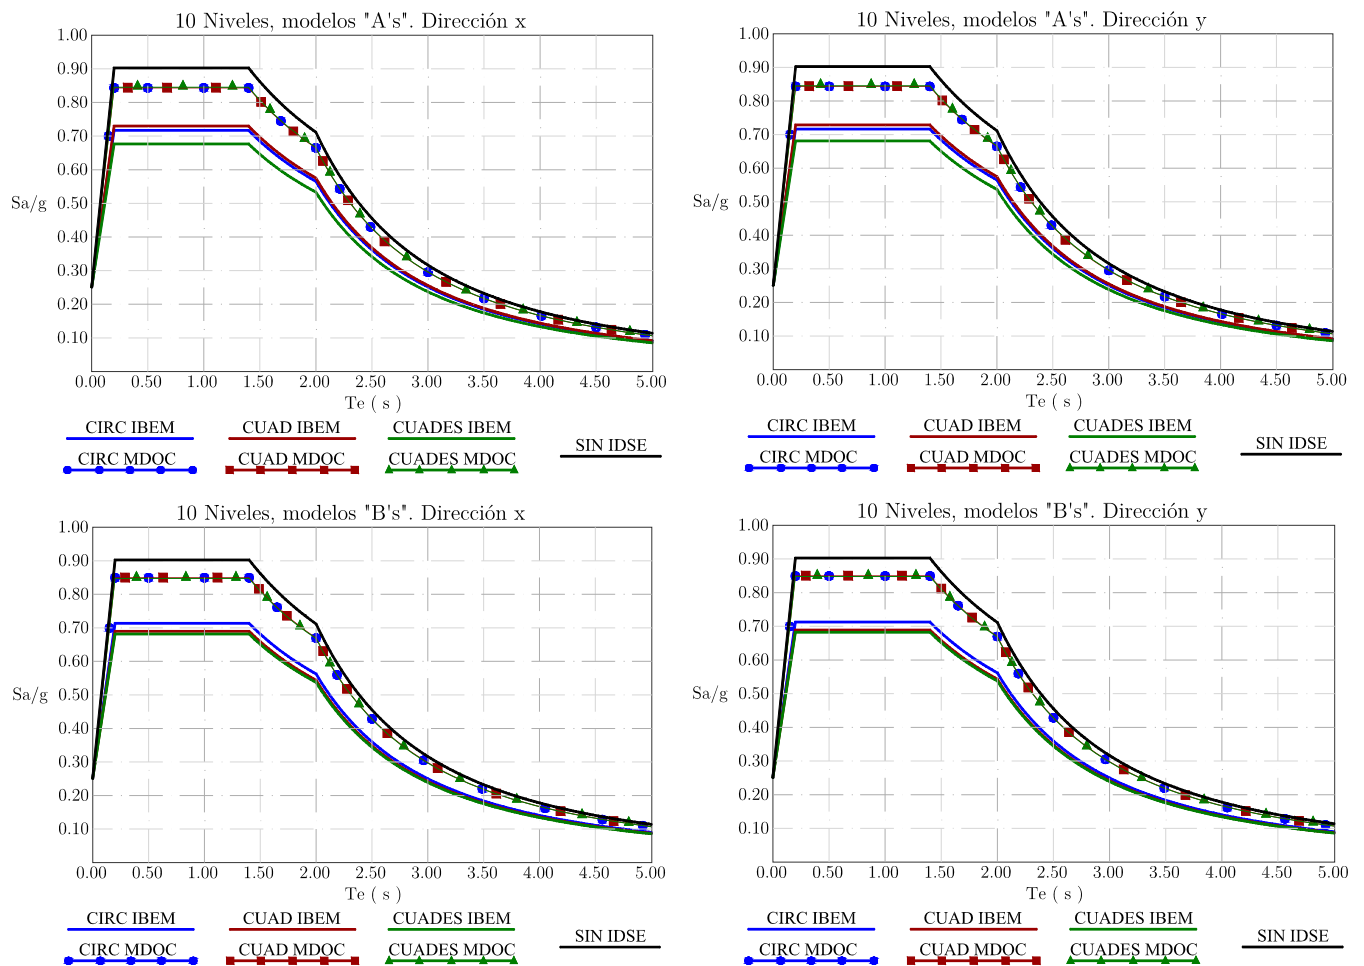 10 Niveles, modelos "A's". Dirección x
1.00
0.90
0.80
0.70
0.60
Sa/g
0.50
0.40
0.30
0.20
0.10
0.00 0.50 1.00 1.50 2.00 2.50 3.00 3.50 4.00 4.50 5.00
Te ( s )
CIRC IBEM CUAD IBEM CUADES IBEM
SIN IDSE
CIRC MDOC CUAD MDOC CUADES MDOC
10 Niveles, modelos "A's". Dirección y
1.00
0.90
0.80
0.70
0.60
Sa/g
0.50
0.40
0.30
0.20
0.10
0.00 0.50 1.00 1.50 2.00 2.50 3.00 3.50 4.00 4.50 5.00
Te ( s )
CIRC IBEM CUAD IBEM CUADES IBEM
SIN IDSE
CIRC MDOC CUAD MDOC CUADES MDOC
10 Niveles, modelos "B's". Dirección x
1.00
0.90
0.80
0.70
0.60
Sa/g
0.50
0.40
0.30
0.20
0.10
0.00 0.50 1.00 1.50 2.00 2.50 3.00 3.50 4.00 4.50 5.00
Te ( s )
CIRC IBEM CUAD IBEM CUADES IBEM
SIN IDSE
CIRC MDOC CUAD MDOC CUADES MDOC
10 Niveles, modelos "B's". Dirección y
1.00
0.90
0.80
0.70
0.60
Sa/g
0.50
0.40
0.30
0.20
0.10
0.00 0.50 1.00 1.50 2.00 2.50 3.00 3.50 4.00 4.50 5.00
Te ( s )
CIRC IBEM CUAD IBEM CUADES IBEM
SIN IDSE
CIRC MDOC CUAD MDOC CUADES MDOC